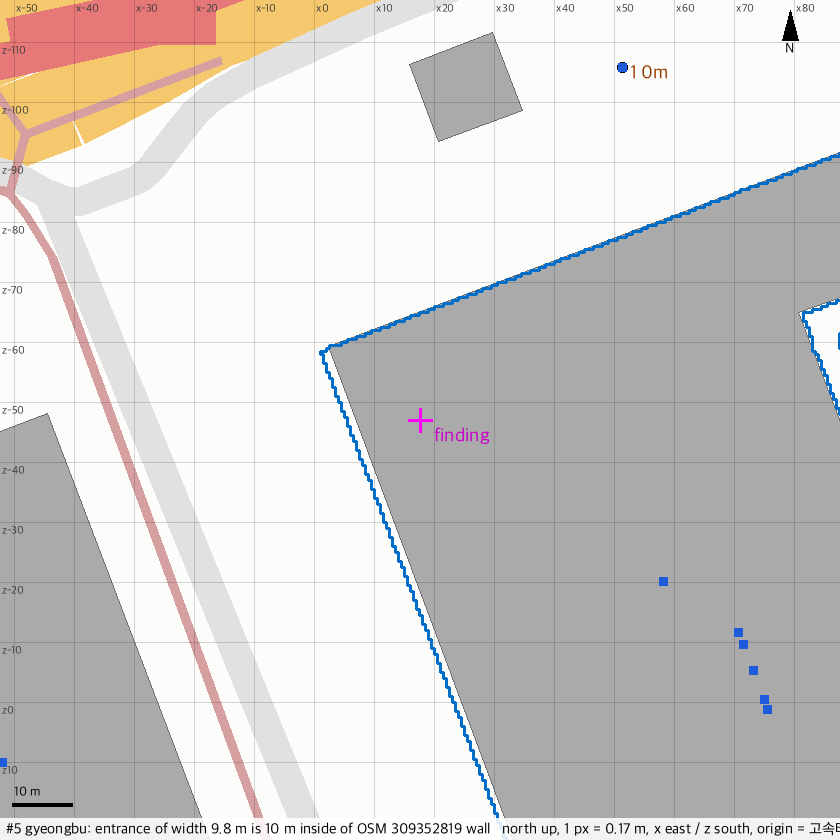 x-50 x-40 x-30 x-20 x-10 x0 x10 x20 x30 x40 x50 x60 x70 x80
z-110
N
10m
z-100
z-90
z-80
z-70
z-60
z-50
finding
z-40
z-30
z-20
z-10
z0
z10
10 m
#5 gyeongbu: entrance of width 9.8 m is 10 m inside of OSM 309352819 wall north up, 1 px = 0.17 m, x east / z south, origin = 고속